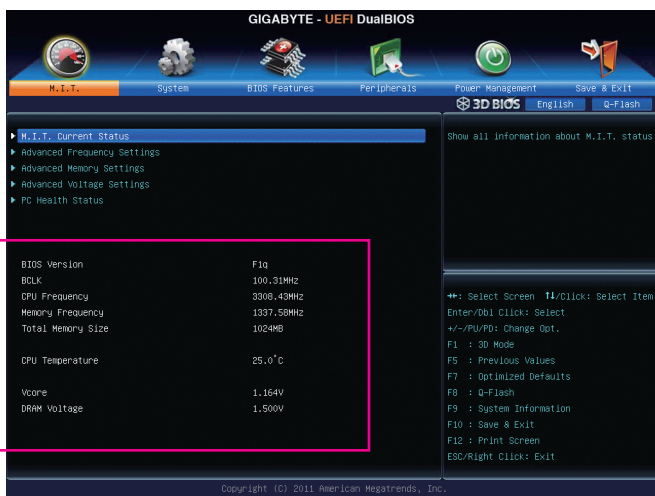 GIGABYTE - UEFI DualBIOS
M.I.T.
System
BIOS Features
Peripherals
Power Management
Save & Exit
3D BIOS
English
Q-Flash
M.I.T. Current Status
Advanced Frequency Settings
Advanced Memory Settings
Advanced Voltage Settings
PC Health Status
Show all information about M.I.T. status
BIOS Version F1q
BCLK 100.31MHz
CPU Frequency 3308.43MHz
Memory Frequency 1337.58MHz
Total Memory Size 1024MB
CPU Temperature 25.0°C
Vcore 1.164V
DRAM Voltage 1.500V
→←: Select Screen ↑↓/Click: Select Item
Enter/Dbl Click: Select
+/-/PU/PD: Change Opt.
F1 : 3D Mode
F5 : Previous Values
F7 : Optimized Defaults
F8 : Q-Flash
F9 : System Information
F10 : Save & Exit
F12 : Print Screen
ESC/Right Click: Exit
Copyright (C) 2011 American Megatrends, Inc.